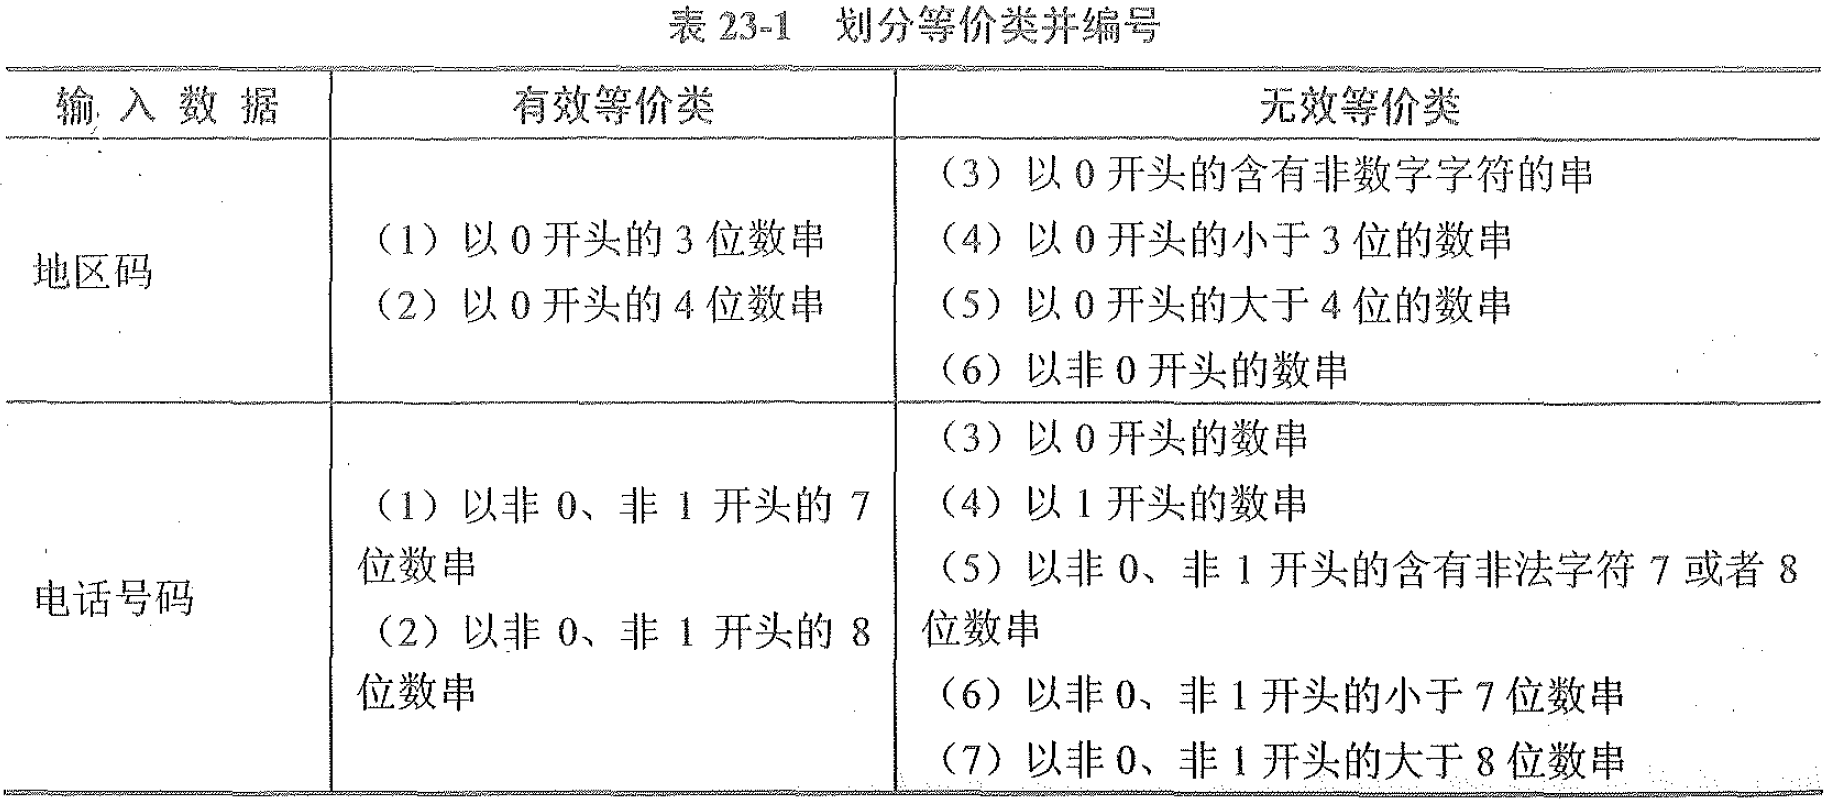 表 23-1 划分等价类并编号
输入数据 有效等价类 无效等价类
地区码
（1）以 0 开头的 3 位数串
（2）以 0 开头的 4 位数串
（3）以 0 开头的含有非数字字符的串
（4）以 0 开头的小于 3 位的数串
（5）以 0 开头的大于 4 位的数串
（6）以非 0 开头的数串
电话号码
（1）以非 0、非 1 开头的 7
位数串
（2）以非 0、非 1 开头的 8
位数串
（3）以 0 开头的数串
（4）以 1 开头的数串
（5）以非 0、非 1 开头的含有非法字符 7 或者 8
位数串
（6）以非 0、非 1 开头的小于 7 位数串
（7）以非 0、非 1 开头的大于 8 位数串